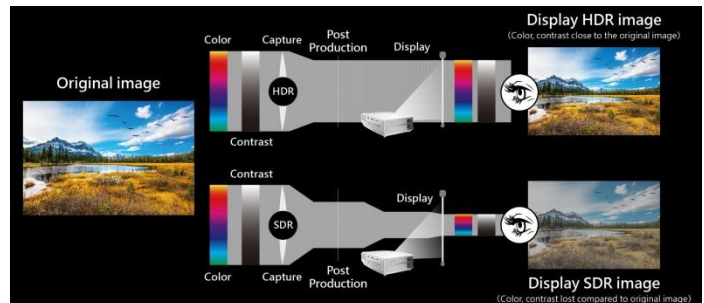 Original image
Color
Capture
Post
Production
Display
HDR
Contrast
Display HDR image
(Color, contrast close to the original image)
Contrast
Display
SDR
Color
Capture
Post
Production
Display SDR image
(Color, contrast lost compared to original image)